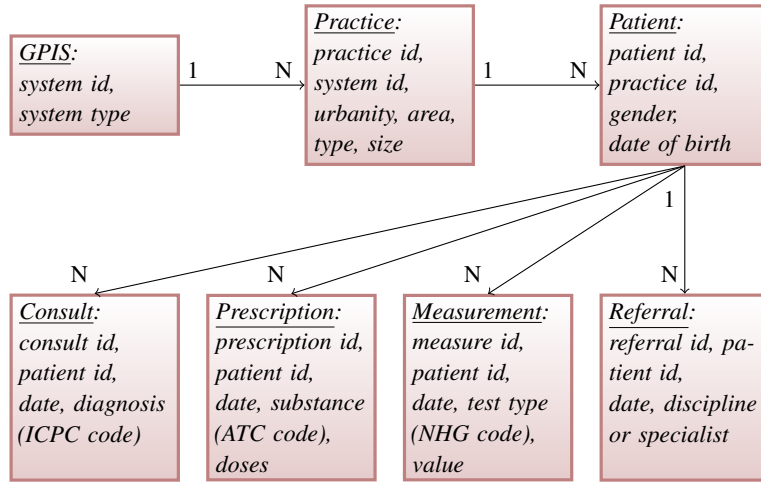 GPIS:
system id,
system type
1
N
Practice:
practice id,
system id,
urbanity, area,
type, size
1
N
Patient:
patient id,
practice id,
gender,
date of birth
1
N
N
N
N
Consult:
consult id,
patient id,
date, diagnosis
(ICPC code)
Prescription:
prescription id,
patient id,
date, substance
(ATC code),
doses
Measurement:
measure id,
patient id,
date, test type
(NHG code),
value
Referral:
referral id, pa-
tient id,
date, discipline
or specialist